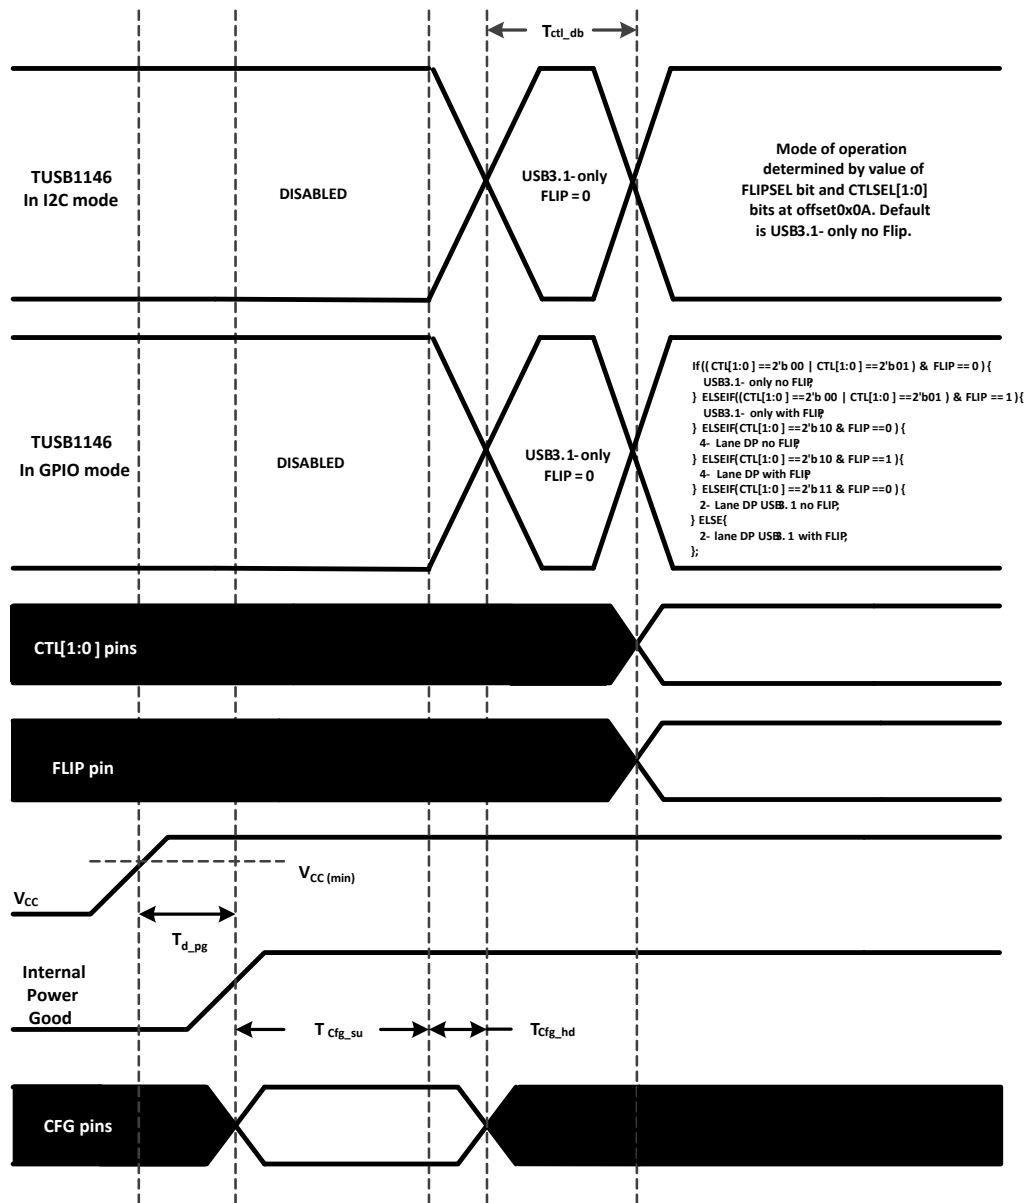 Tctl_db
TUSB1146
In I2C mode
DISABLED
USB3.1- only
FLIP = 0
Mode of operation
determined by value of
FLIPSEL bit and CTLSEL[1:0]
bits at offset0x0A. Default
is USB3.1- only no Flip.
TUSB1146
In GPIO mode
DISABLED
USB3.1- only
FLIP = 0
If(( CTL[1:0 ] ==2'b 00 | CTL[1:0 ] ==2'b01 ) & FLIP == 0 ) {
USB3.1- only no FLIP;
} ELSEIF((CTL[1:0 ] ==2'b 00 | CTL[1:0 ] ==2'b01 ) & FLIP == 1 ){
USB3.1- only with FLIP;
} ELSEIF( CTL[1:0 ] ==2'b 10 & FLIP ==0 ) {
4- Lane DP no FLIP;
} ELSEIF( CTL[1:0 ] ==2'b 10 & FLIP ==1 ){
4- Lane DP with FLIP;
} ELSEIF( CTL[1:0 ] ==2'b 11 & FLIP ==0 ) {
2- Lane DP USB3. 1 no FLIP;
} ELSE{
2- lane DP USB3. 1 with FLIP;
};
CTL[1:0 ] pins
FLIP pin
VCC (min)
VCC
Td_pg
Internal
Power
Good
TCfg_su
TCfg_hd
CFG pins